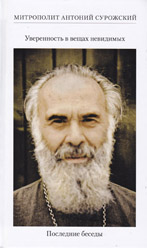 МИТРОПОЛИТ АНТОНИЙ СУРОЖСКИЙ
Уверенность в вещах невидимых
Последние беседы